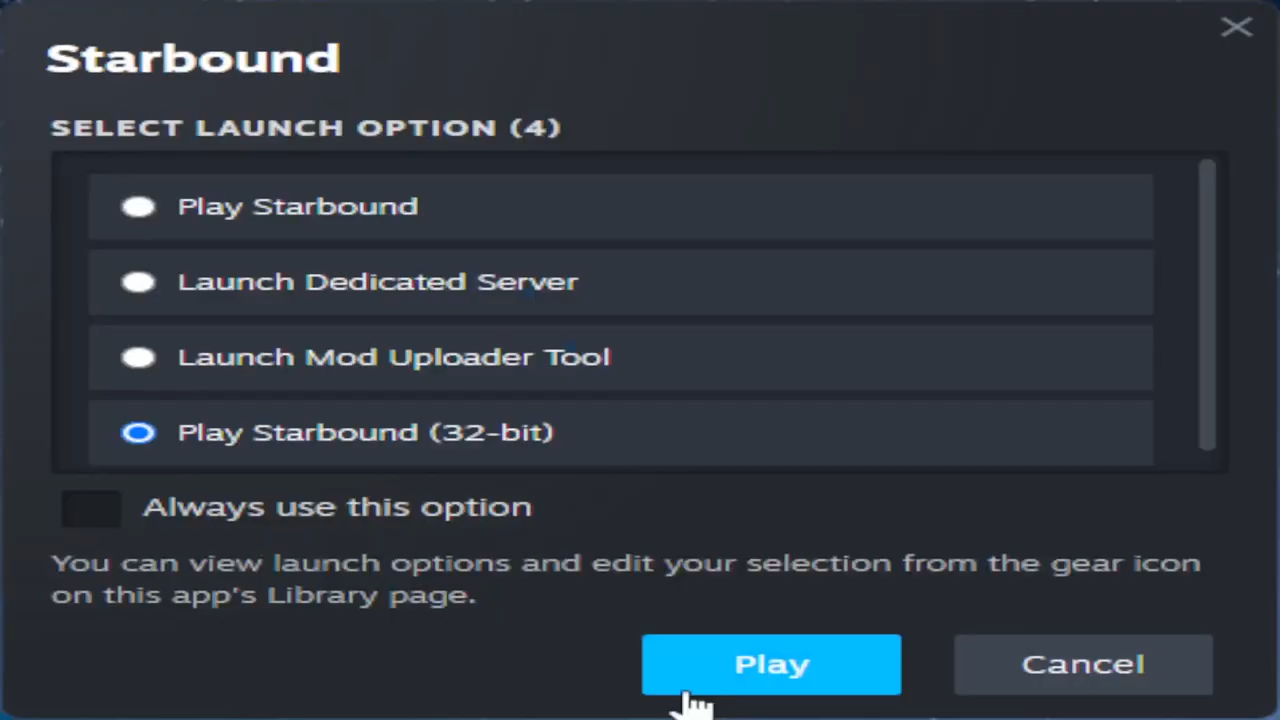 Starbound
SELECT LAUNCH OPTION (4)
Play Starbound
Launch Dedicated Server
Launch Mod Uploader Tool
Play Starbound (32-bit)
Always use this option
You can view launch options and edit your selection from the gear icon
on this app's Library page.
Play
Cancel